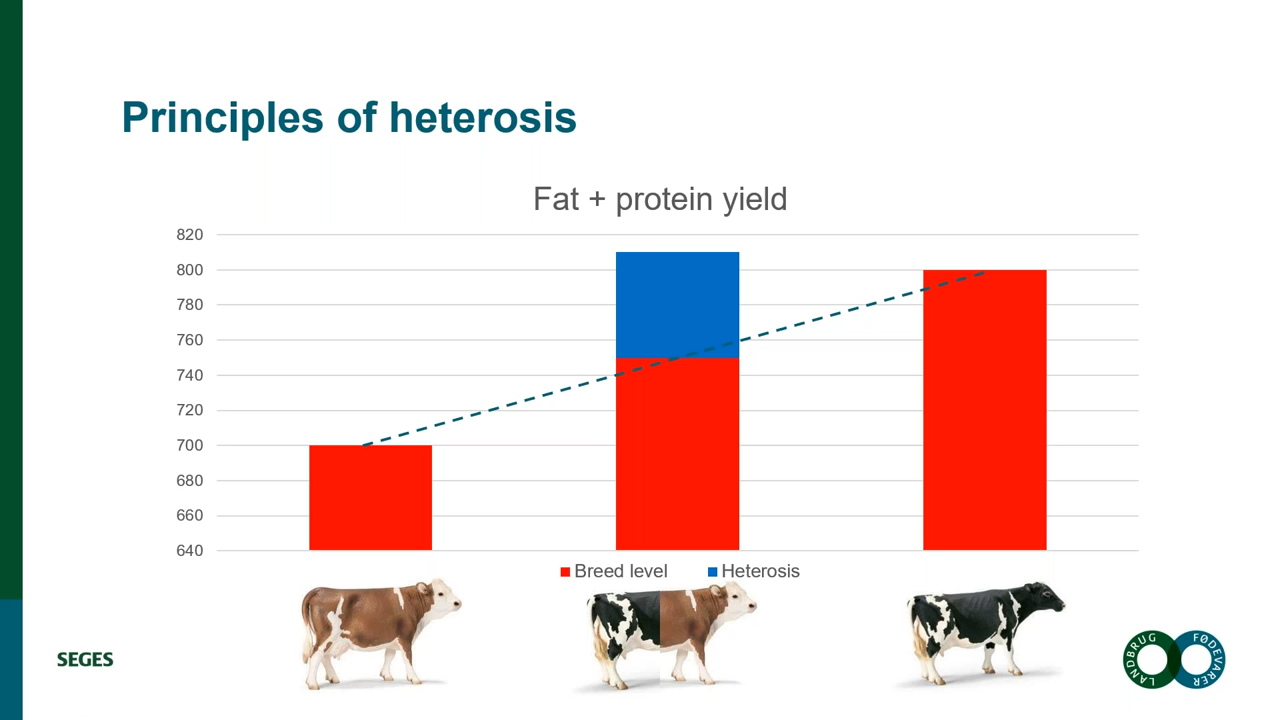 Principles of heterosis
Fat + protein yield
820
800
780
760
740
720
700
680
660
640
Breed level Heterosis
SEGES
LANDBRUG FØDEVARER